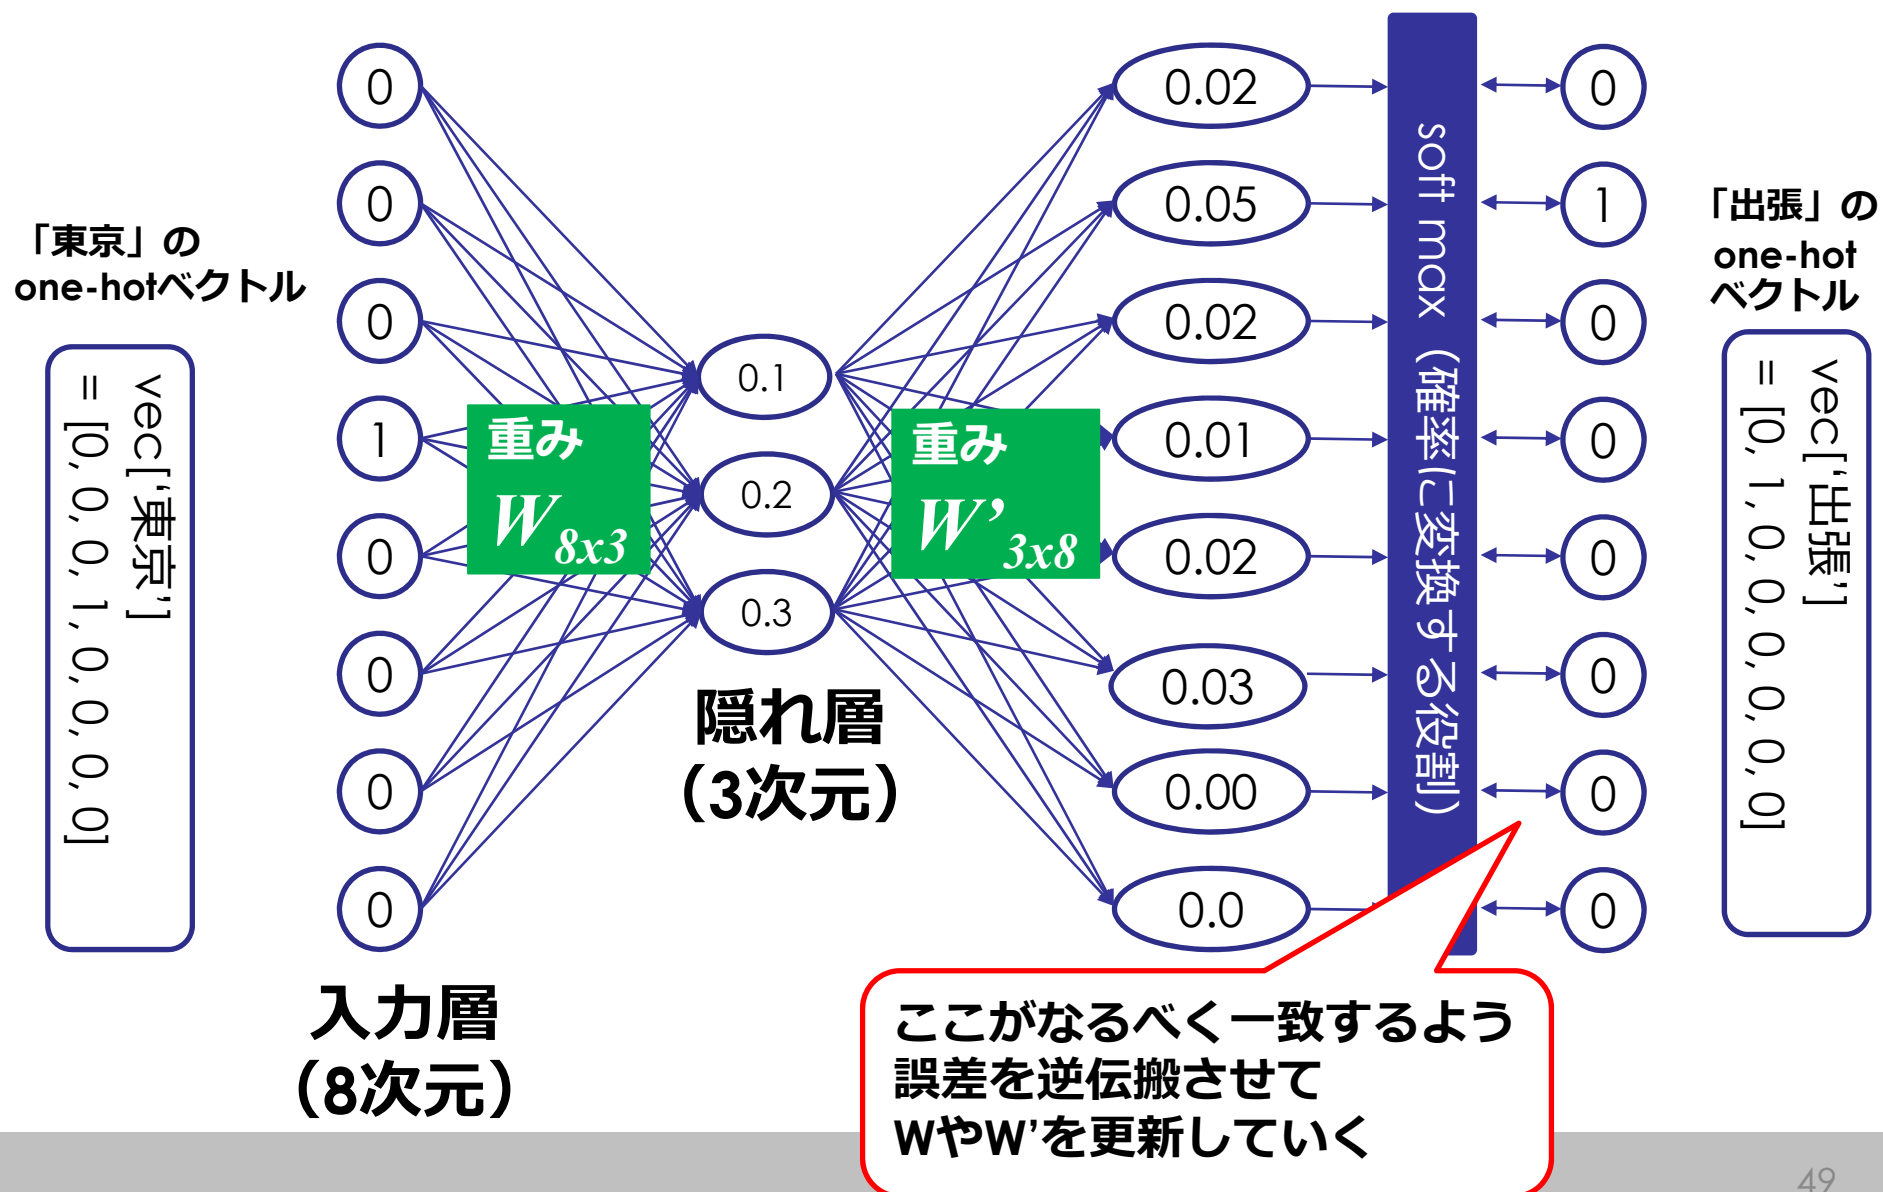 「東京」の
one-hotベクトル
vec['東京']
= [0, 0, 0, 1, 0, 0, 0, 0]
0
0
0
1
0
0
0
0
入力層
(8次元)
重み
W8x3
0.1
0.2
0.3
隠れ層
(3次元)
重み
W’3x8
0.02
0.05
0.02
0.01
0.02
0.03
0.00
0.0
soft max (確率に変換する役割)
0
1
0
0
0
0
0
0
「出張」の
one-hot
ベクトル
vec['出張']
= [0, 1, 0, 0, 0, 0, 0, 0]
ここがなるべく一致するよう
誤差を逆伝搬させて
WやW’を更新していく
49